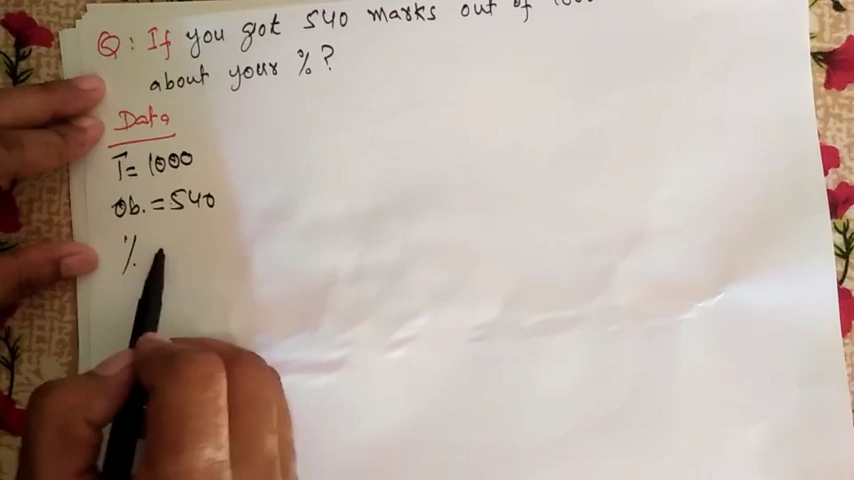 Q: If you got 540 marks out of
about your %?
Data
T= 1000
Ob. = 540
%